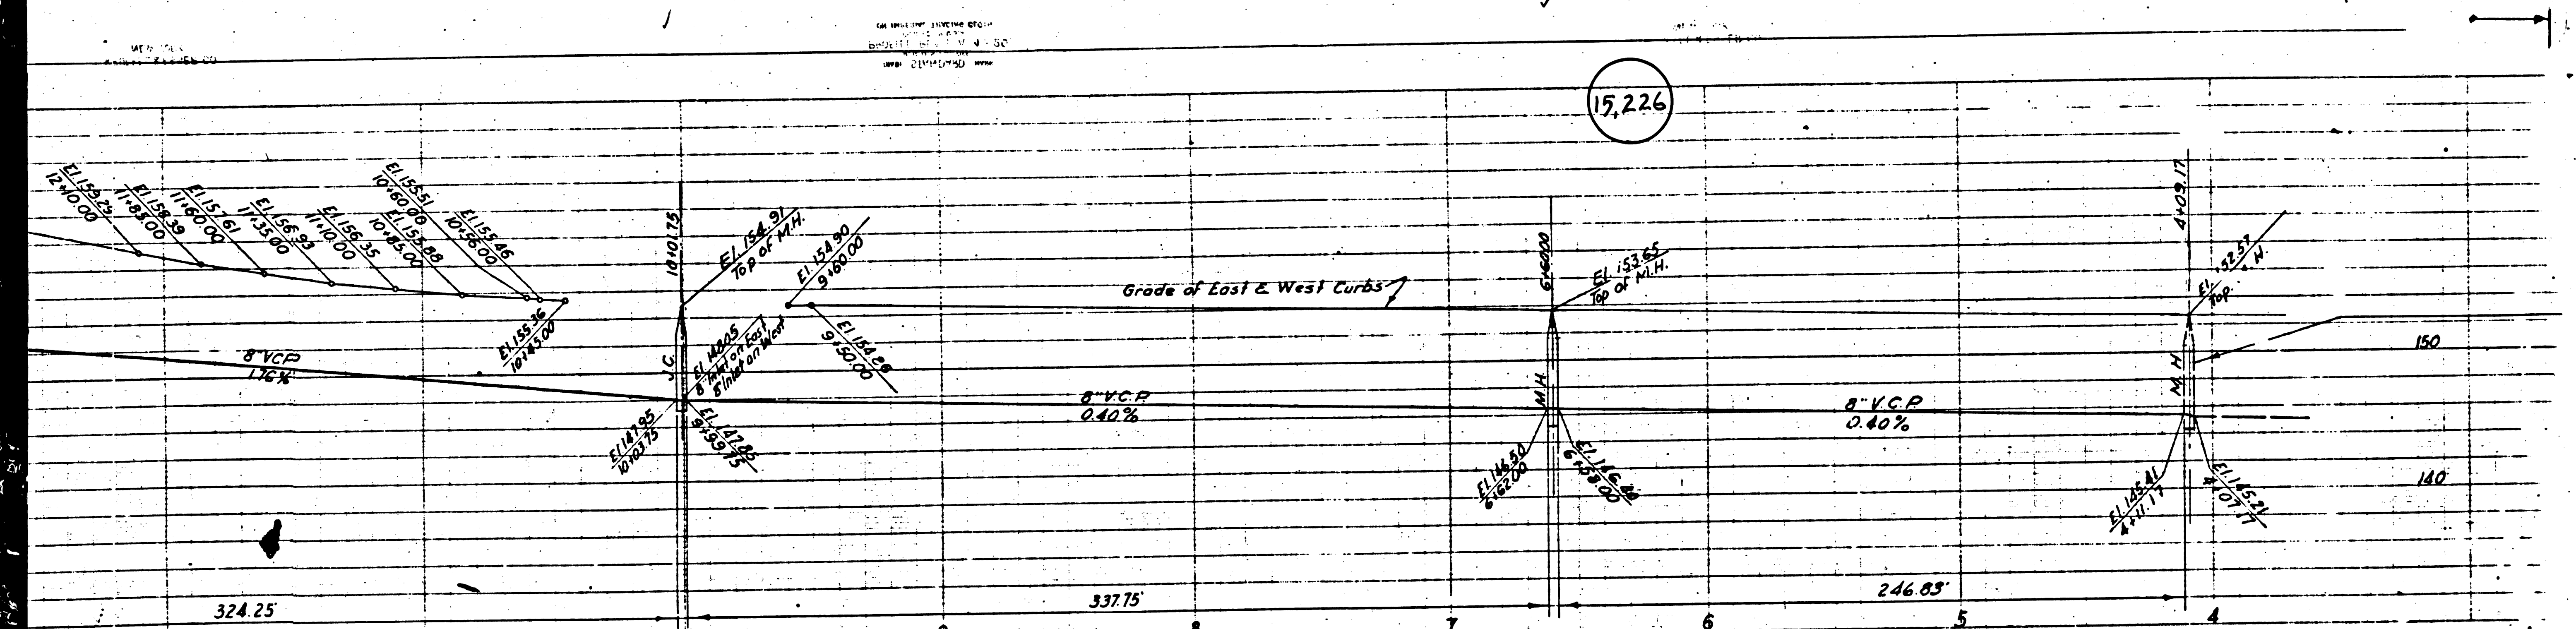 15,226
El. 159.25
12+10.00
El. 158.39
11+85.00
El. 157.61
11+60.00
El. 156.93
11+35.00
El. 156.35
11+10.00
El. 155.88
10+85.00
El. 155.51
10+60.00
El. 155.46
10+56.00
El. 155.36
10+45.00
10+01.75
El. 154.91
Top of M.H.
El. 154.90
9+60.00
El. 154.86
9+50.00
Grade of East & West Curbs
6+60.00
El. 153.65
Top of M.H.
4+09.17
El. 152.57
Top H.
8" VCP
1.76%
J.C.
El. 148.05
8" Inlet on East
8" Inlet on West
El. 147.95
10+03.75
El. 147.85
9+99.75
8" V.C.P.
0.40%
M.H.
El. 146.50
6+62.00
El. 146.40
6+58.00
8" V.C.P.
0.40%
M.H.
El. 145.41
4+11.17
El. 145.21
4+07.17
150
140
324.25'
337.75'
246.83'
8
7
6
5
4